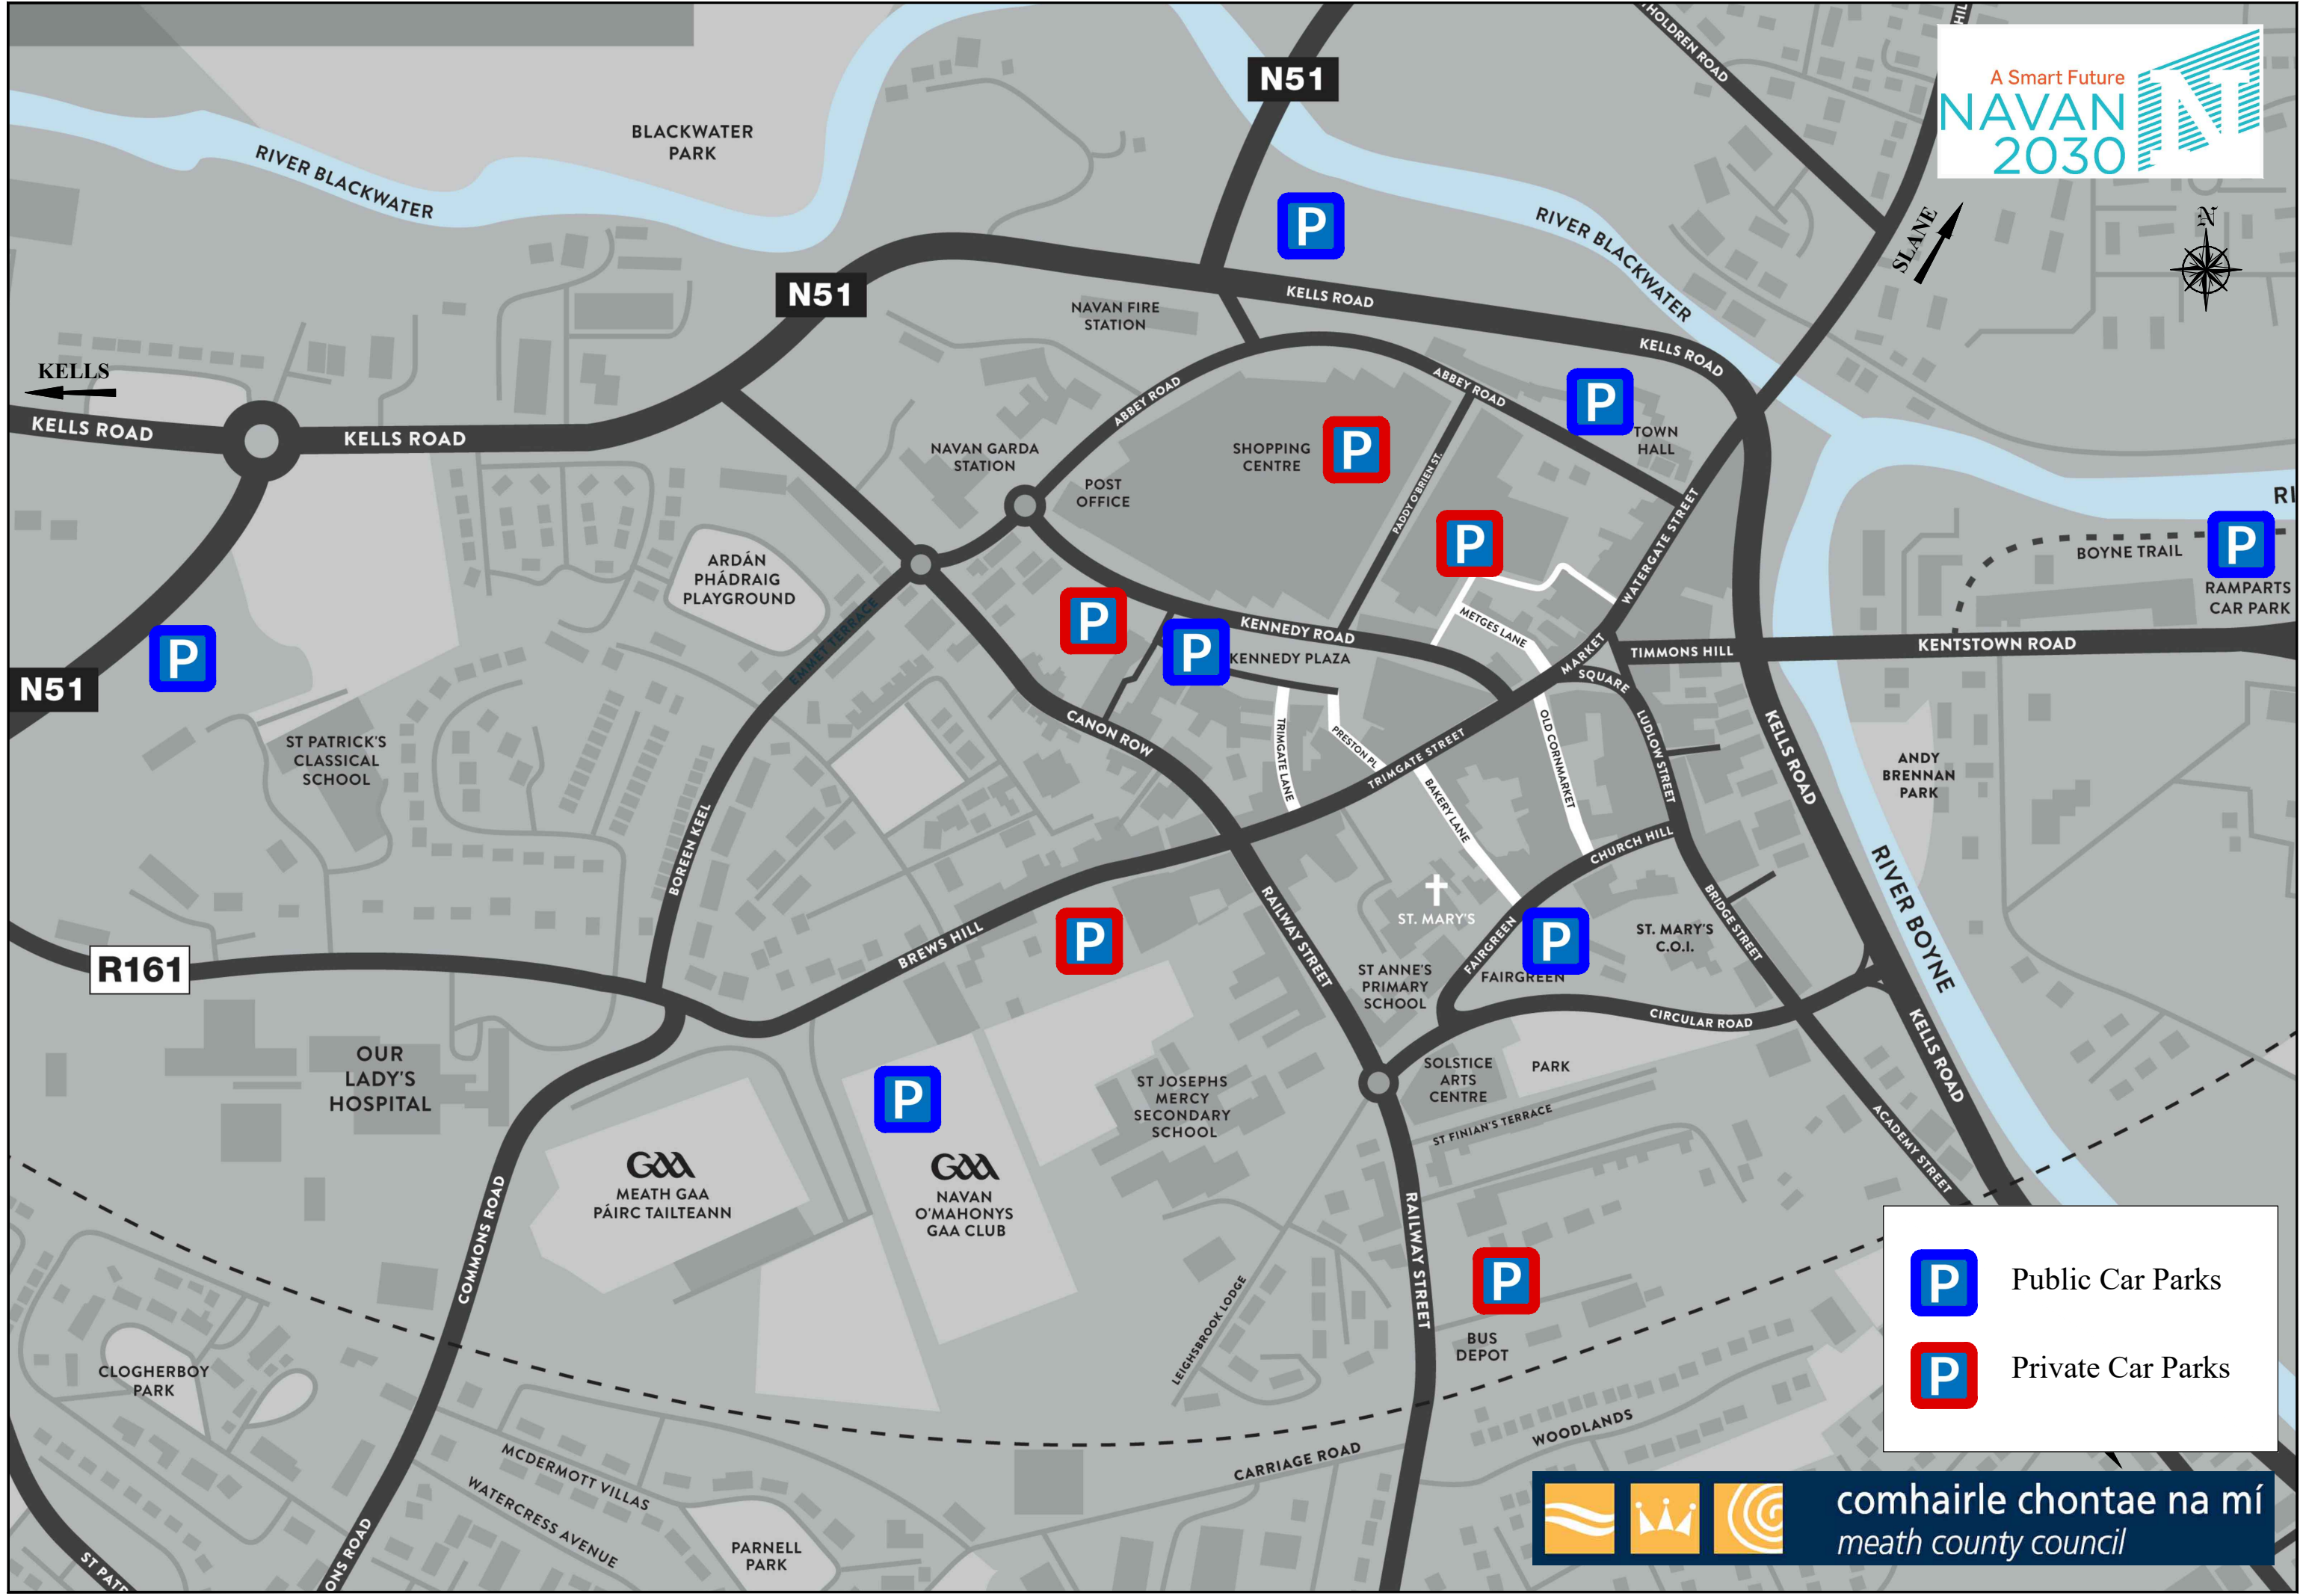 N51
HOLDREN ROAD
HIL
A Smart Future
NAVAN
2030
N
BLACKWATER
PARK
RIVER BLACKWATER
P
RIVER BLACKWATER
SLANE
N
N51
KELLS ROAD
NAVAN FIRE
STATION
KELLS ROAD
KELLS
KELLS ROAD
KELLS ROAD
ABBEY ROAD
ABBEY ROAD
P
TOWN
HALL
NAVAN GARDA
STATION
SHOPPING
CENTRE
P
POST
OFFICE
PADDY O'BRIEN ST.
WATERGATE STREET
RI
P
BOYNE TRAIL
RAMPARTS
CAR PARK
P
ARDÁN
PHÁDRAIG
PLAYGROUND
EMMET TERRACE
P
P
KENNEDY ROAD
KENNEDY PLAZA
METGES LANE
MARKET
SQUARE
TIMMONS HILL
KENTSTOWN ROAD
P
N51
CANON ROW
TRIMGATE LANE
PRESTON PL
TRIMGATE STREET
OLD CORNMARKET
LUDLOW STREET
KELLS ROAD
ST PATRICK'S
CLASSICAL
SCHOOL
ANDY
BRENNAN
PARK
BOREEN KEEL
BAKERY LANE
CHURCH HILL
RIVER BOYNE
ST. MARY'S
BREWS HILL
P
RAILWAY STREET
FAIRGREEN
P
FAIRGREEN
ST. MARY'S
C.O.I.
BRIDGE STREET
R161
ST ANNE'S
PRIMARY
SCHOOL
CIRCULAR ROAD
KELLS ROAD
OUR
LADY'S
HOSPITAL
P
ST JOSEPHS
MERCY
SECONDARY
SCHOOL
SOLSTICE
ARTS
CENTRE
PARK
ST FINIAN'S TERRACE
ACADEMY STREET
GAA
MEATH GAA
PÁIRC TAILTEANN
GAA
NAVAN
O'MAHONYS
GAA CLUB
COMMONS ROAD
RAILWAY STREET
LEIGHSBROOK LODGE
P
BUS
DEPOT
P Public Car Parks
P Private Car Parks
CLOGHERBOY
PARK
WOODLANDS
CARRIAGE ROAD
MCDERMOTT VILLAS
WATERCRESS AVENUE
PARNELL
PARK
ST PATR
ONS ROAD
comhairle chontae na mí
meath county council